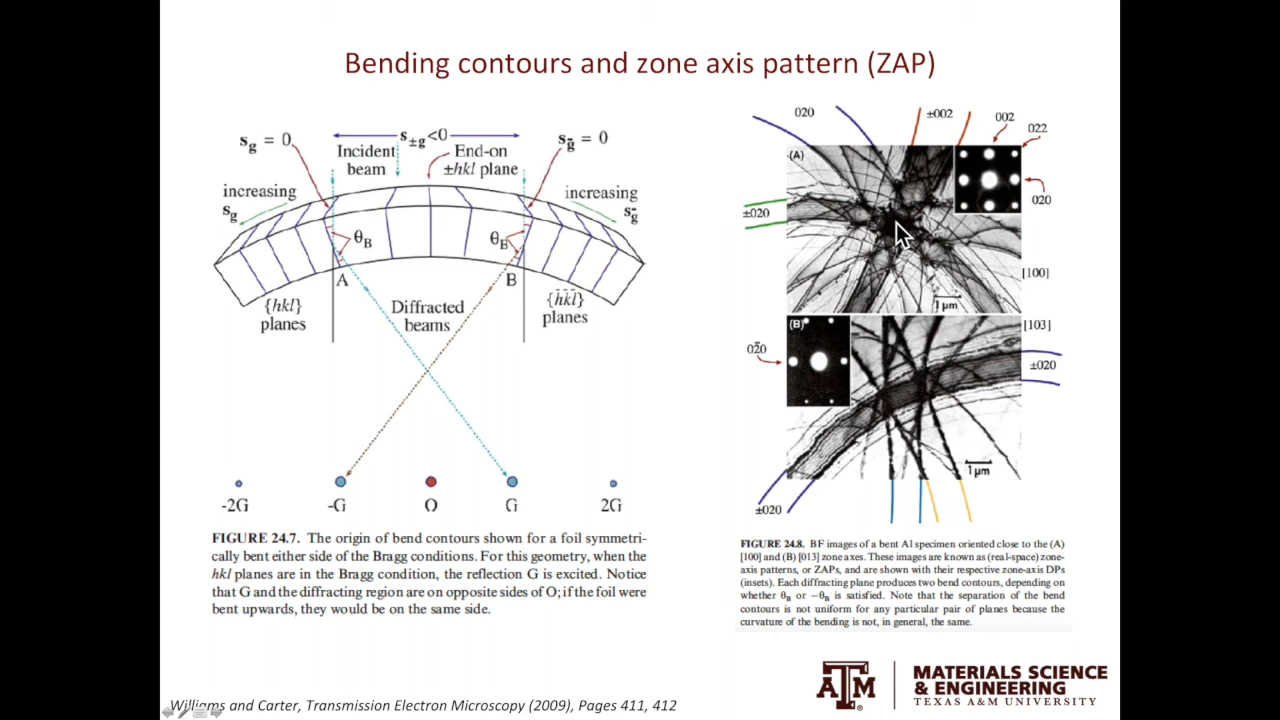 Bending contours and zone axis pattern (ZAP)
s_g = 0
s_±g<0
s_g̅ = 0
Incident
beam
End-on
±hkl plane
increasing
s_g
increasing
s_g̅
θ_B
θ_B
A
B
{hkl}
planes
Diffracted
beams
{h̅k̅l̅}
planes
-2G
-G
O
G
2G
FIGURE 24.7. The origin of bend contours shown for a foil symmetri-
cally bent either side of the Bragg conditions. For this geometry, when the
hkl planes are in the Bragg condition, the reflection G is excited. Notice
that G and the diffracting region are on opposite sides of O; if the foil were
bent upwards, they would be on the same side.
020
±002
002
022
(A)
020
±020
[100]
1 μm
(B)
[103]
02̅0
±020
1 μm
±020
FIGURE 24.8. BF images of a bent Al specimen oriented close to the (A)
[100] and (B) [013] zone axes. These images are known as (real-space) zone-
axis patterns, or ZAPs, and are shown with their respective zone-axis DPs
(insets). Each diffracting plane produces two bend contours, depending on
whether θ_B or −θ_B is satisfied. Note that the separation of the bend
contours is not uniform for any particular pair of planes because the
curvature of the bending is not, in general, the same.
Williams and Carter, Transmission Electron Microscopy (2009), Pages 411, 412
ATM
MATERIALS SCIENCE
& ENGINEERING
TEXAS A&M UNIVERSITY